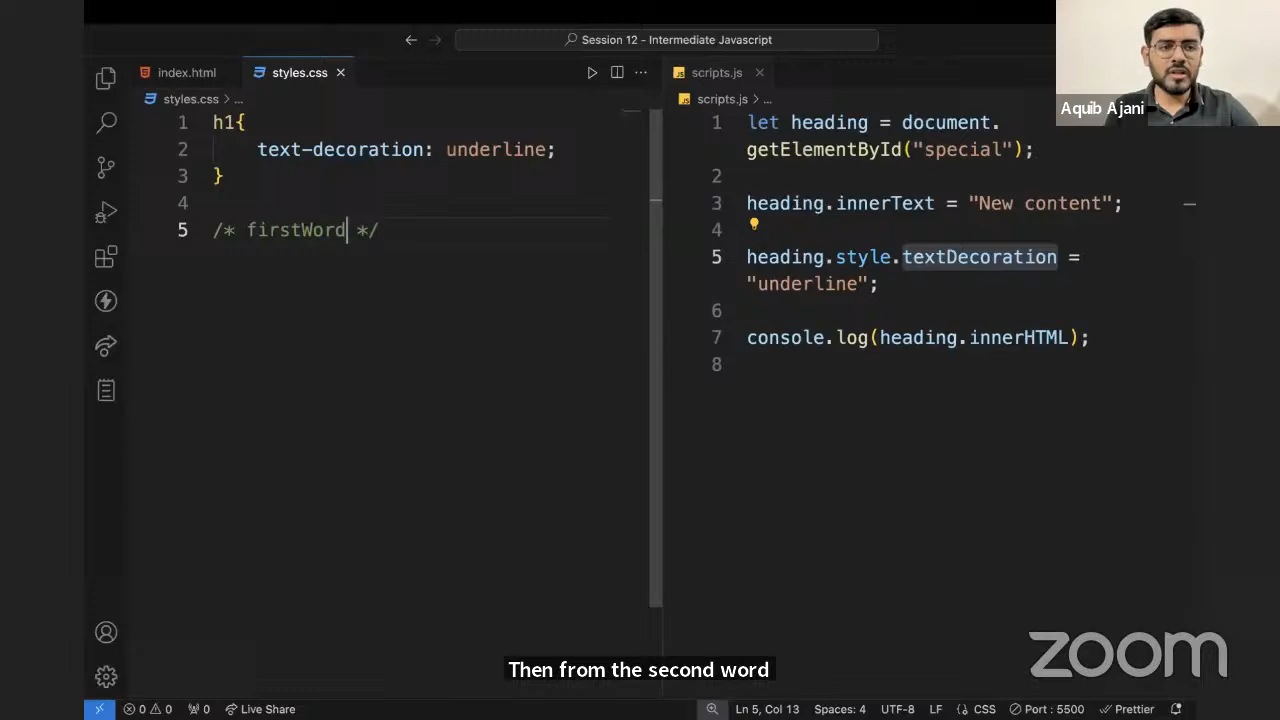 Session 12 - Intermediate Javascript
index.html
styles.css
styles.css > ...
1 h1{
2 text-decoration: underline;
3 }
4
5 /* firstWord */
scripts.js
scripts.js > ...
1 let heading = document.
getElementById("special");
2
3 heading.innerText = "New content";
4
5 heading.style.textDecoration =
"underline";
6
7 console.log(heading.innerHTML);
8
Aquib Ajani
Then from the second word
zoom
0 0 0 Live Share
Ln 5, Col 13 Spaces: 4 UTF-8 LF {} CSS Port : 5500 Prettier